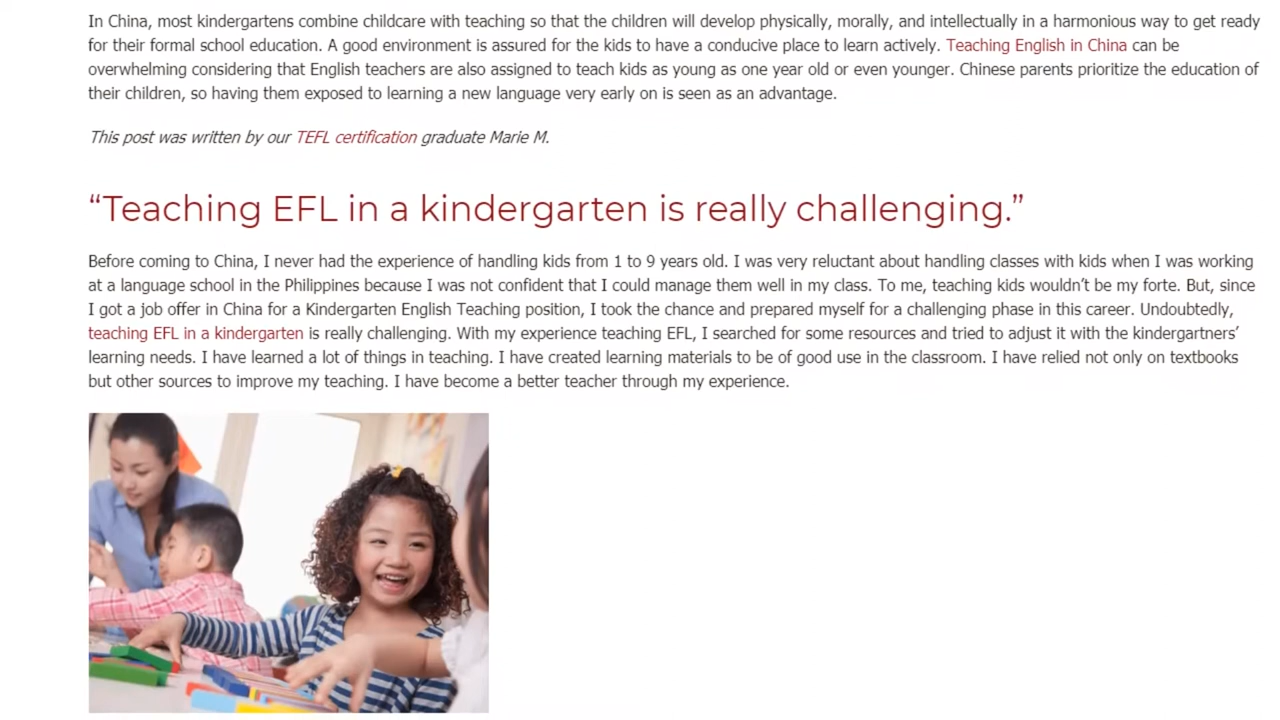 In China, most kindergartens combine childcare with teaching so that the children will develop physically, morally, and intellectually in a harmonious way to get ready
for their formal school education. A good environment is assured for the kids to have a conducive place to learn actively. Teaching English in China can be
overwhelming considering that English teachers are also assigned to teach kids as young as one year old or even younger. Chinese parents prioritize the education of
their children, so having them exposed to learning a new language very early on is seen as an advantage.
This post was written by our TEFL certification graduate Marie M.
“Teaching EFL in a kindergarten is really challenging.”
Before coming to China, I never had the experience of handling kids from 1 to 9 years old. I was very reluctant about handling classes with kids when I was working
at a language school in the Philippines because I was not confident that I could manage them well in my class. To me, teaching kids wouldn’t be my forte. But, since
I got a job offer in China for a Kindergarten English Teaching position, I took the chance and prepared myself for a challenging phase in this career. Undoubtedly,
teaching EFL in a kindergarten is really challenging. With my experience teaching EFL, I searched for some resources and tried to adjust it with the kindergartners’
learning needs. I have learned a lot of things in teaching. I have created learning materials to be of good use in the classroom. I have relied not only on textbooks
but other sources to improve my teaching. I have become a better teacher through my experience.